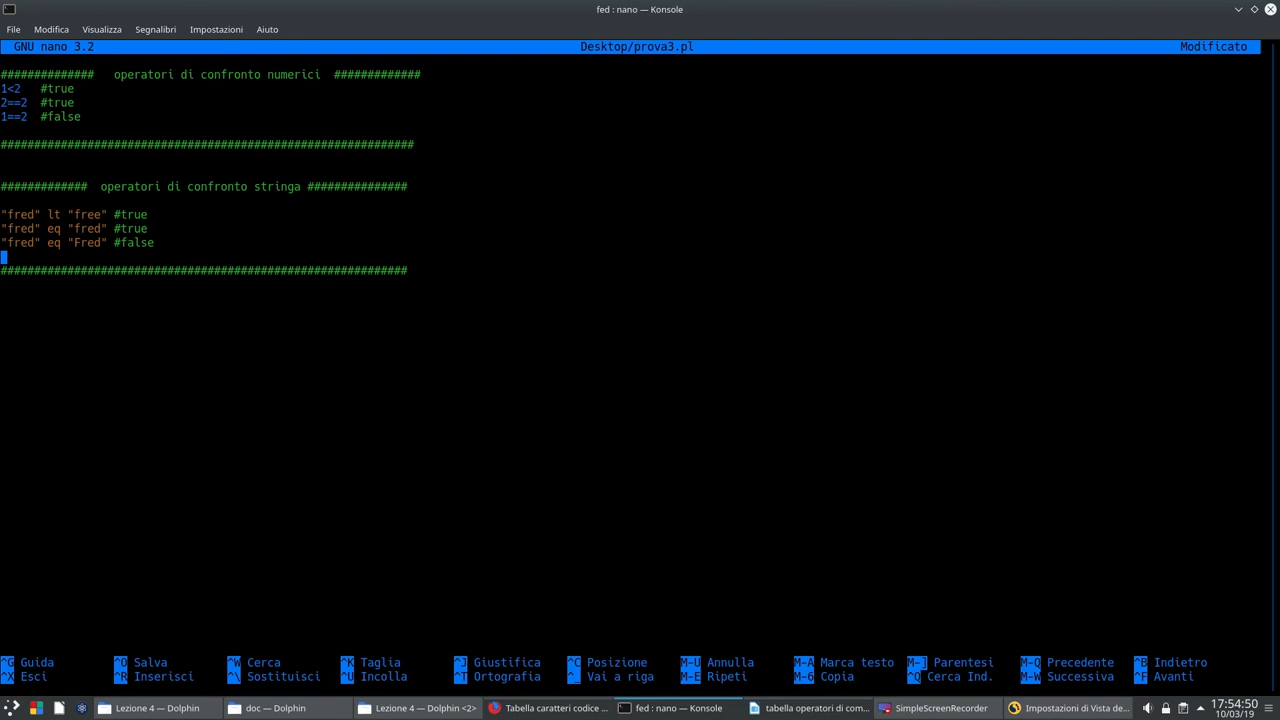 fed : nano — Konsole
File Modifica Visualizza Segnalibri Impostazioni Aiuto
GNU nano 3.2 Desktop/prova3.pl Modificato
############## operatori di confronto numerici #############
1<2 #true
2==2 #true
1==2 #false
##############################################################
############# operatori di confronto stringa ###############
"fred" lt "free" #true
"fred" eq "fred" #true
"fred" eq "Fred" #false
#############################################################
^G Guida ^O Salva ^W Cerca ^K Taglia ^J Giustifica ^C Posizione M-U Annulla M-A Marca testo M-] Parentesi M-Q Precedente ^B Indietro
^X Esci ^R Inserisci ^\ Sostituisci ^U Incolla ^T Ortografia ^_ Vai a riga M-E Ripeti M-6 Copia ^Q Cerca Ind. M-W Successiva ^F Avanti
Lezione 4 — Dolphin doc — Dolphin Lezione 4 — Dolphin <2> Tabella caratteri codice ... fed : nano — Konsole tabella operatori di com... SimpleScreenRecorder Impostazioni di Vista de... 17:54:50
10/03/19